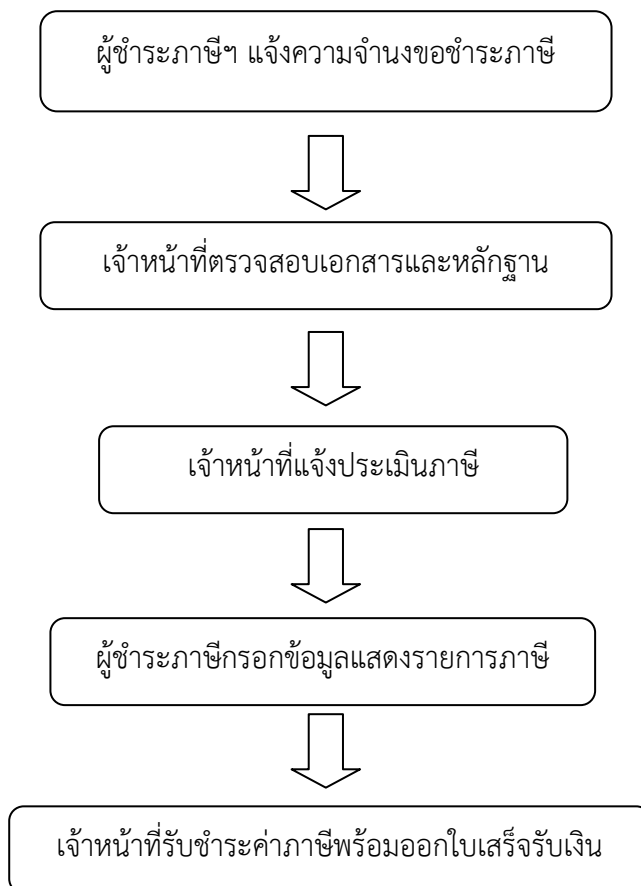 ผู้ชำระภาษีฯ แจ้งความจำนงขอชำระภาษี
เจ้าหน้าที่ตรวจสอบเอกสารและหลักฐาน
เจ้าหน้าที่แจ้งประเมินภาษี
ผู้ชำระภาษีกรอกข้อมูลแสดงรายการภาษี
เจ้าหน้าที่รับชำระค่าภาษีพร้อมออกใบเสร็จรับเงิน